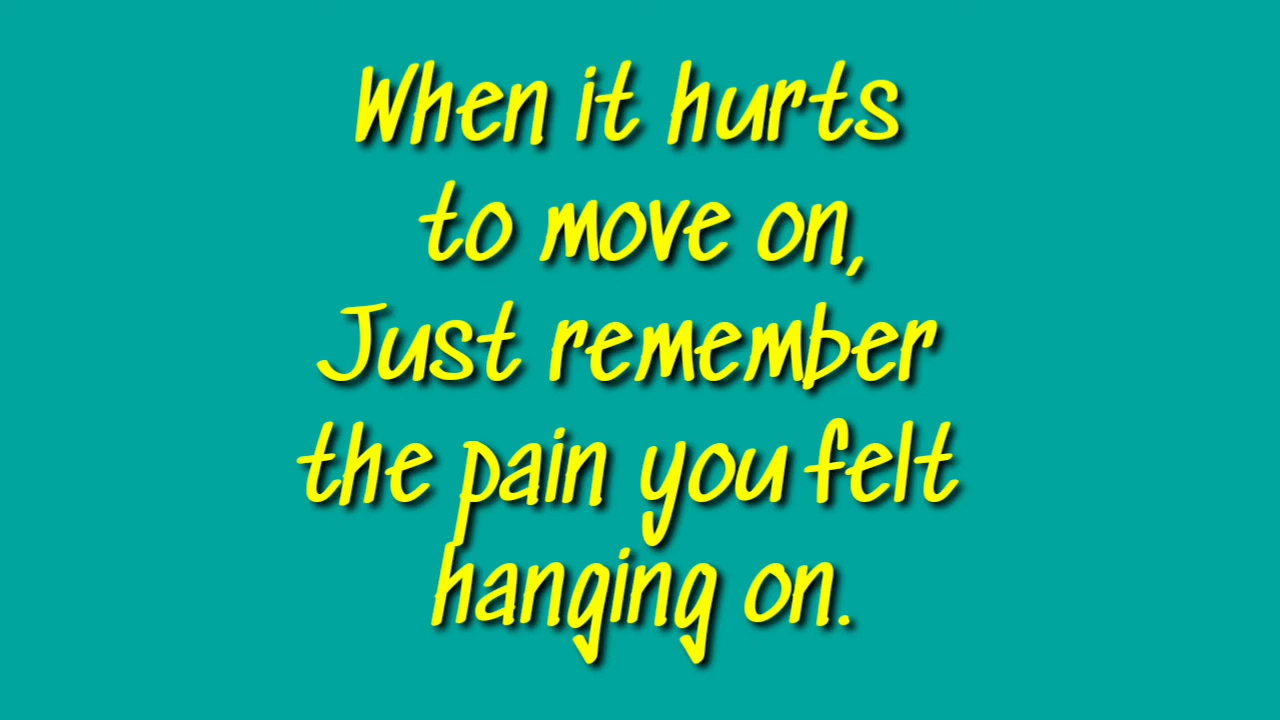 When it hurts
to move on,
Just remember
the pain you felt
hanging on.